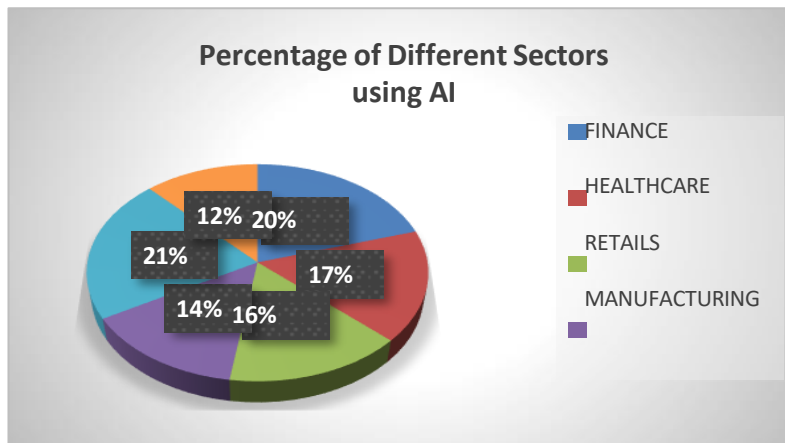 Percentage of Different Sectors
using AI
FINANCE
HEALTHCARE
RETAILS
MANUFACTURING
12%
20%
21%
17%
14%
16%